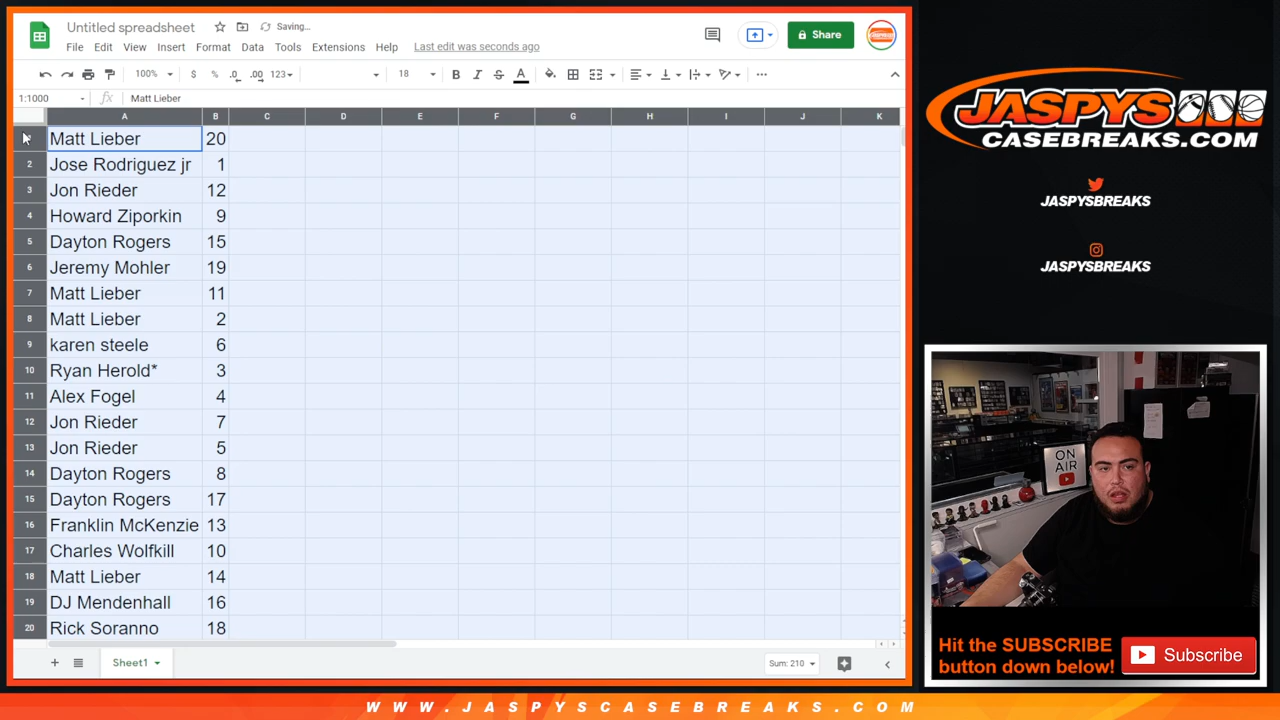 Untitled spreadsheet
Saving...
File Edit View Insert Format Data Tools Extensions Help Last edit was seconds ago
Share
100% $ % .0 .00 123 18 B I S A
1:1000 fx Matt Lieber
A B C D E F G H I J K
Matt Lieber 20
2 Jose Rodriguez jr 1
3 Jon Rieder 12
4 Howard Ziporkin 9
5 Dayton Rogers 15
6 Jeremy Mohler 19
7 Matt Lieber 11
8 Matt Lieber 2
9 karen steele 6
10 Ryan Herold* 3
11 Alex Fogel 4
12 Jon Rieder 7
13 Jon Rieder 5
14 Dayton Rogers 8
15 Dayton Rogers 17
16 Franklin McKenzie 13
17 Charles Wolfkill 10
18 Matt Lieber 14
19 DJ Mendenhall 16
20 Rick Soranno 18
Sheet1
Sum: 210
JASPYS
CASEBREAKS.COM
JASPYSBREAKS
JASPYSBREAKS
ON
AIR
Hit the SUBSCRIBE
button down below!
Subscribe
WWW.JASPYSCASEBREAKS.COM